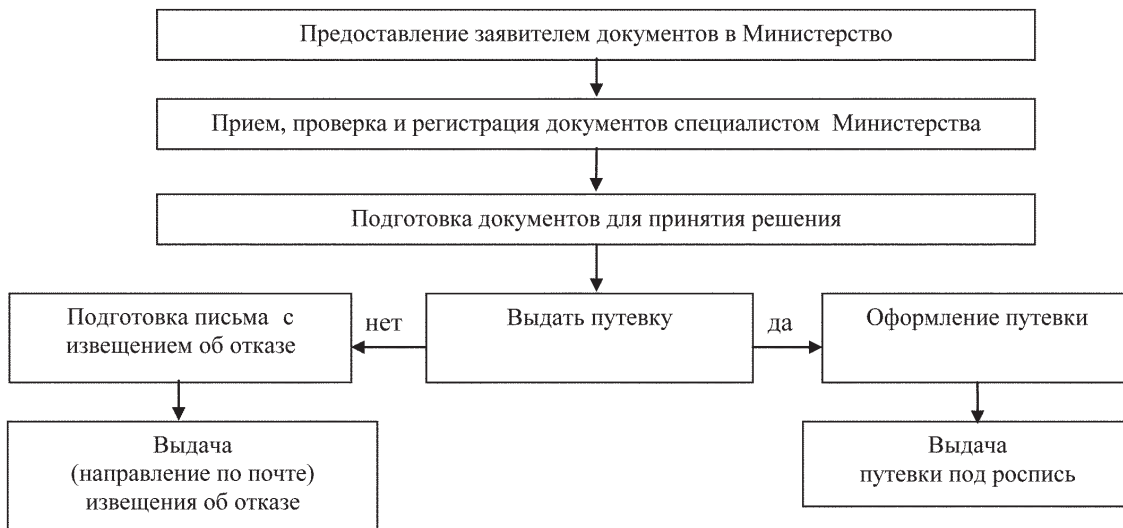 Предоставление заявителем документов в Министерство
Прием, проверка и регистрация документов специалистом Министерства
Подготовка документов для принятия решения
Подготовка письма с
извещением об отказе
нет
Выдать путевку
да
Оформление путевки
Выдача
(направление по почте)
извещения об отказе
Выдача
путевки под роспись